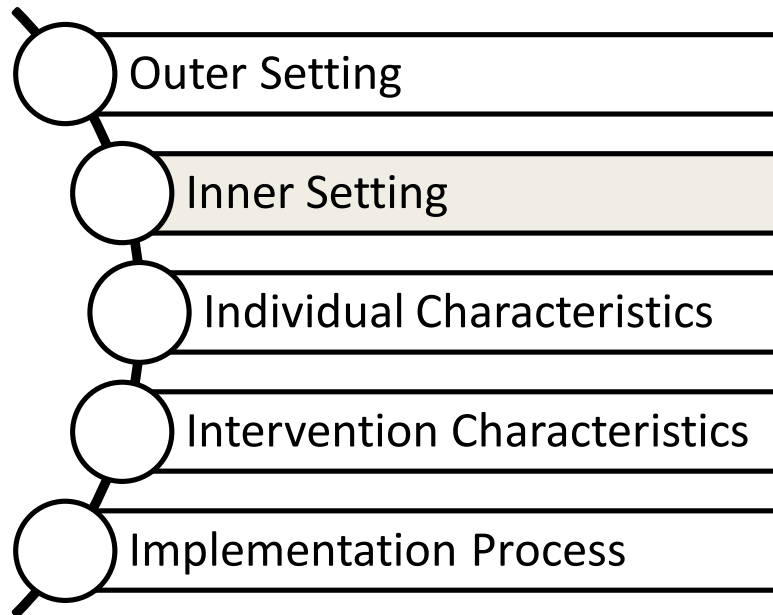 Outer Setting
Inner Setting
Individual Characteristics
Intervention Characteristics
Implementation Process